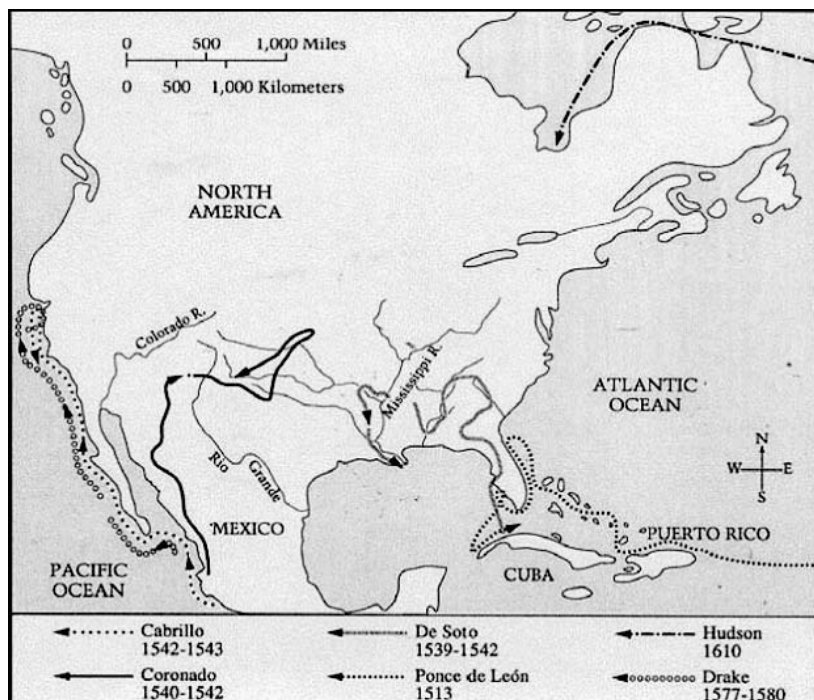 0 500 1,000 Miles
0 500 1,000 Kilometers
NORTH
AMERICA
Colorado R.
Mississippi R.
ATLANTIC
OCEAN
N
W E
S
Rio Grande
MEXICO
PUERTO RICO
PACIFIC
OCEAN
CUBA
Cabrillo
1542-1543
De Soto
1539-1542
Hudson
1610
Coronado
1540-1542
Ponce de León
1513
Drake
1577-1580